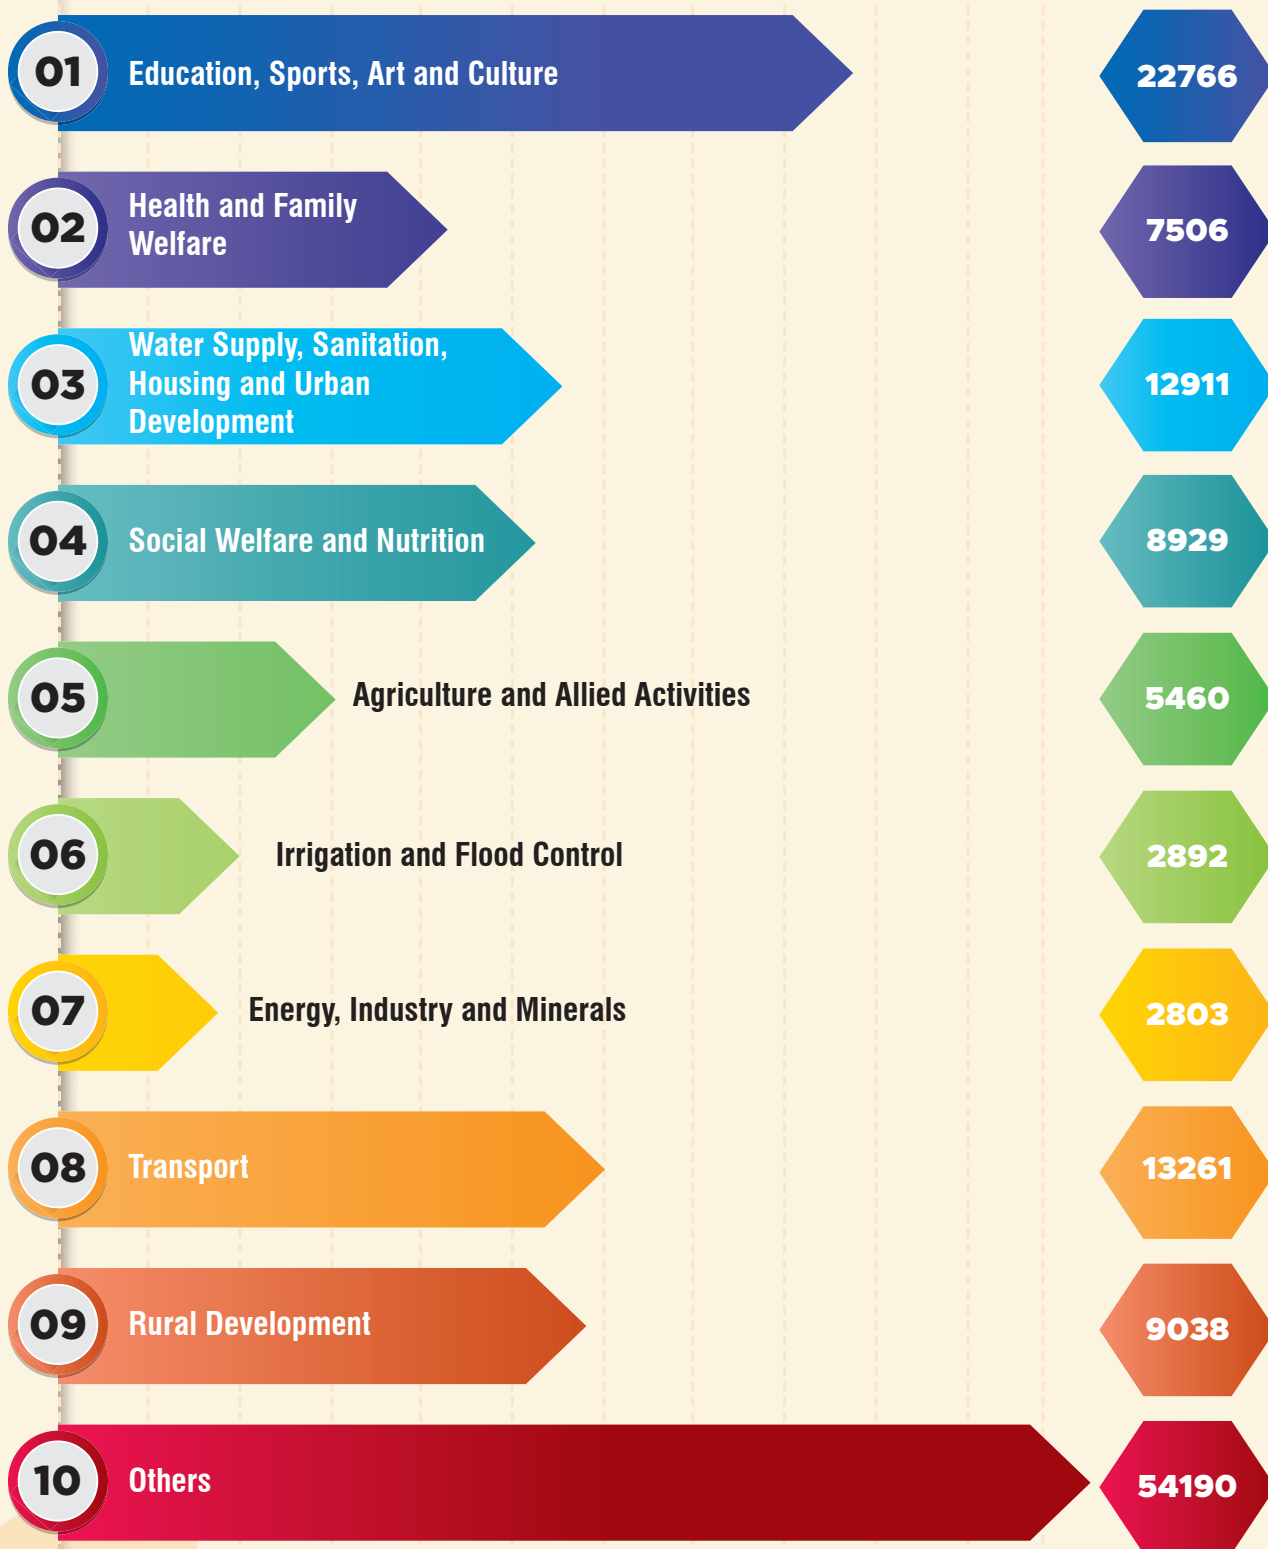 01
Education, Sports, Art and Culture
22766
02
Health and Family
Welfare
7506
03
Water Supply, Sanitation,
Housing and Urban
Development
12911
04
Social Welfare and Nutrition
8929
05
Agriculture and Allied Activities
5460
06
Irrigation and Flood Control
2892
07
Energy, Industry and Minerals
2803
08
Transport
13261
09
Rural Development
9038
10
Others
54190